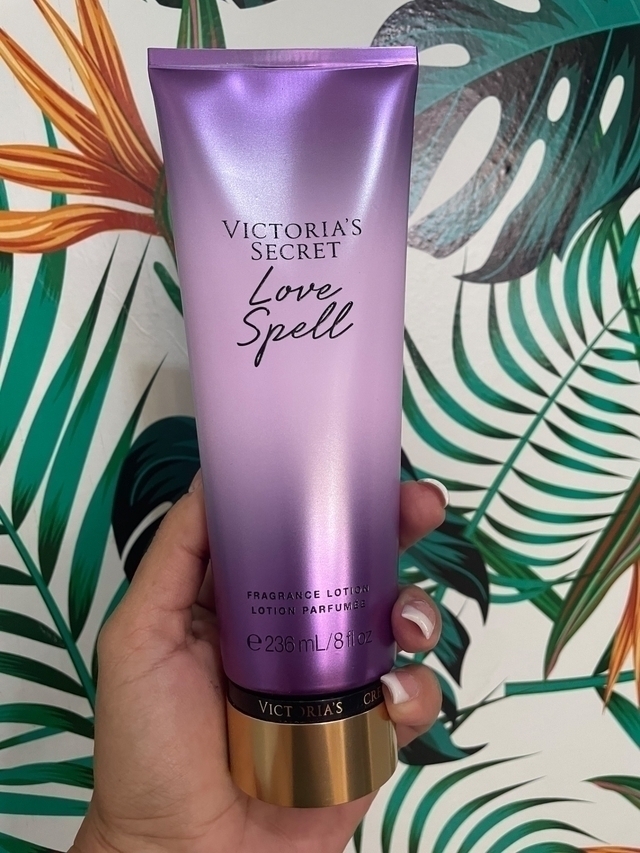 VICTORIA'S
SECRET
Love
Spell
FRAGRANCE LOTION
LOTION PARFUMÉE
℮ 236 mL/8 fl oz
VICTORIA'S